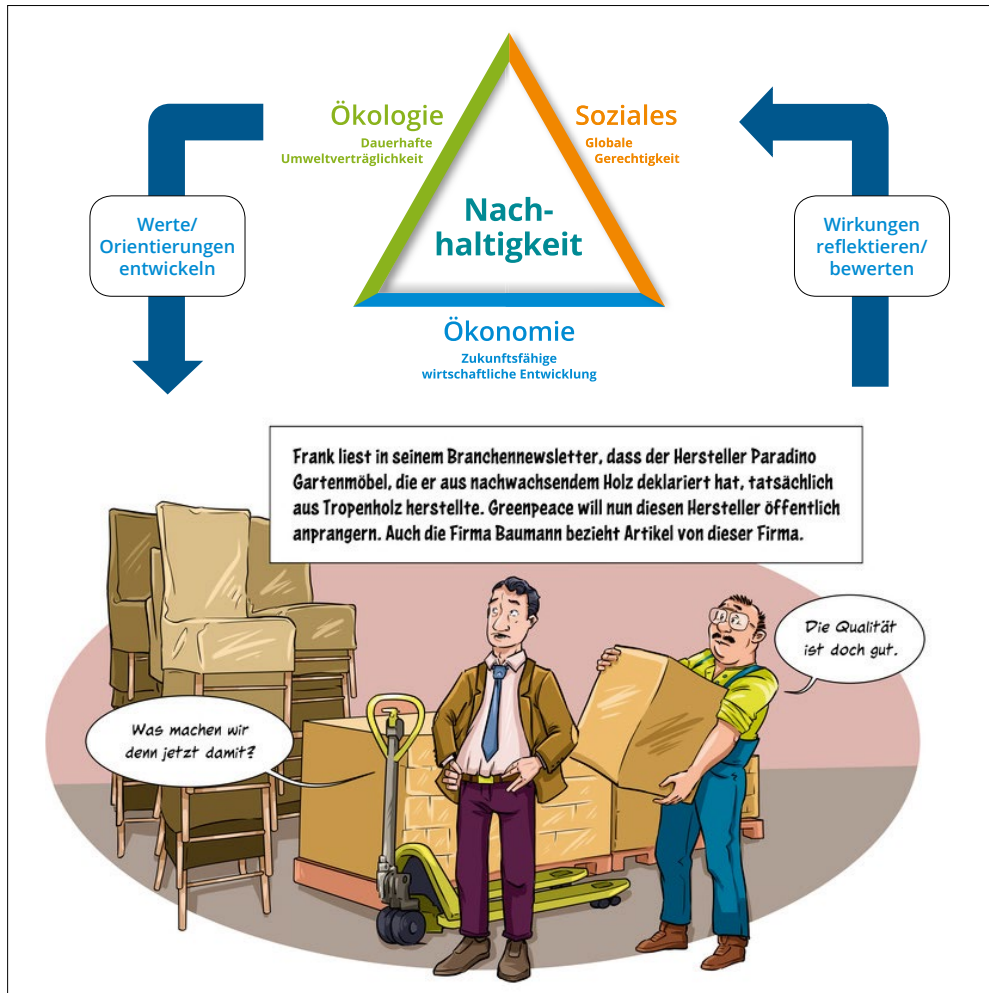 Ökologie
Dauerhafte
Umweltverträglichkeit
Soziales
Globale
Gerechtigkeit
Nach-
haltigkeit
Werte/
Orientierungen
entwickeln
Wirkungen
reflektieren/
bewerten
Ökonomie
Zukunftsfähige
wirtschaftliche Entwicklung
Frank liest in seinem Branchennewsletter, dass der Hersteller Paradino
Gartenmöbel, die er aus nachwachsendem Holz deklariert hat, tatsächlich
aus Tropenholz herstellte. Greenpeace will nun diesen Hersteller öffentlich
anprangern. Auch die Firma Baumann bezieht Artikel von dieser Firma.
Die Qualität
ist doch gut.
Was machen wir
denn jetzt damit?